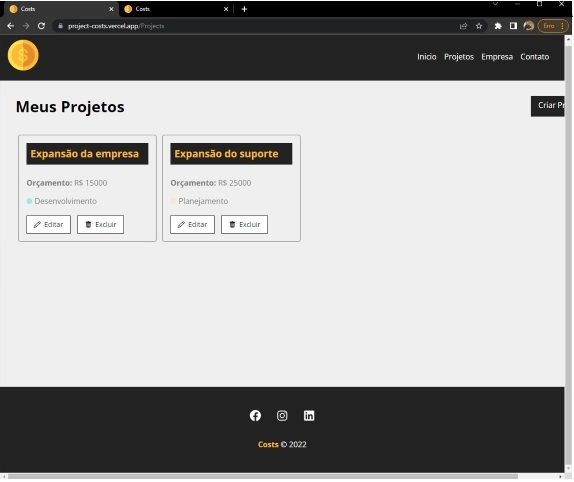 Costs
Costs
project-costs.vercel.app/Projects
Erro
$
Inicio Projetos Empresa Contato
Meus Projetos
Criar Pr
Expansão da empresa
Orçamento: R$ 15000
Desenvolvimento
Editar Excluir
Expansão do suporte
Orçamento: R$ 25000
Planejamento
Editar Excluir
Costs © 2022